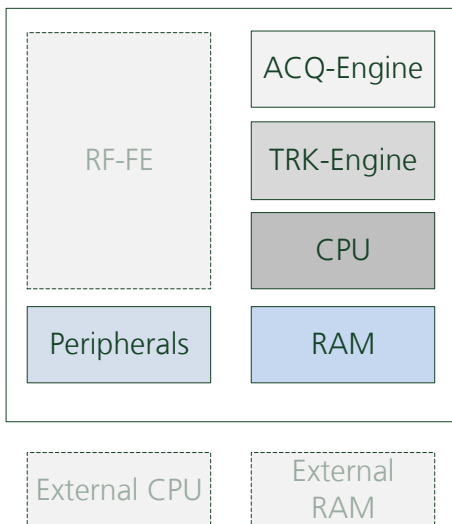 RF-FE
ACQ-Engine
TRK-Engine
CPU
Peripherals
RAM
External CPU
External
RAM